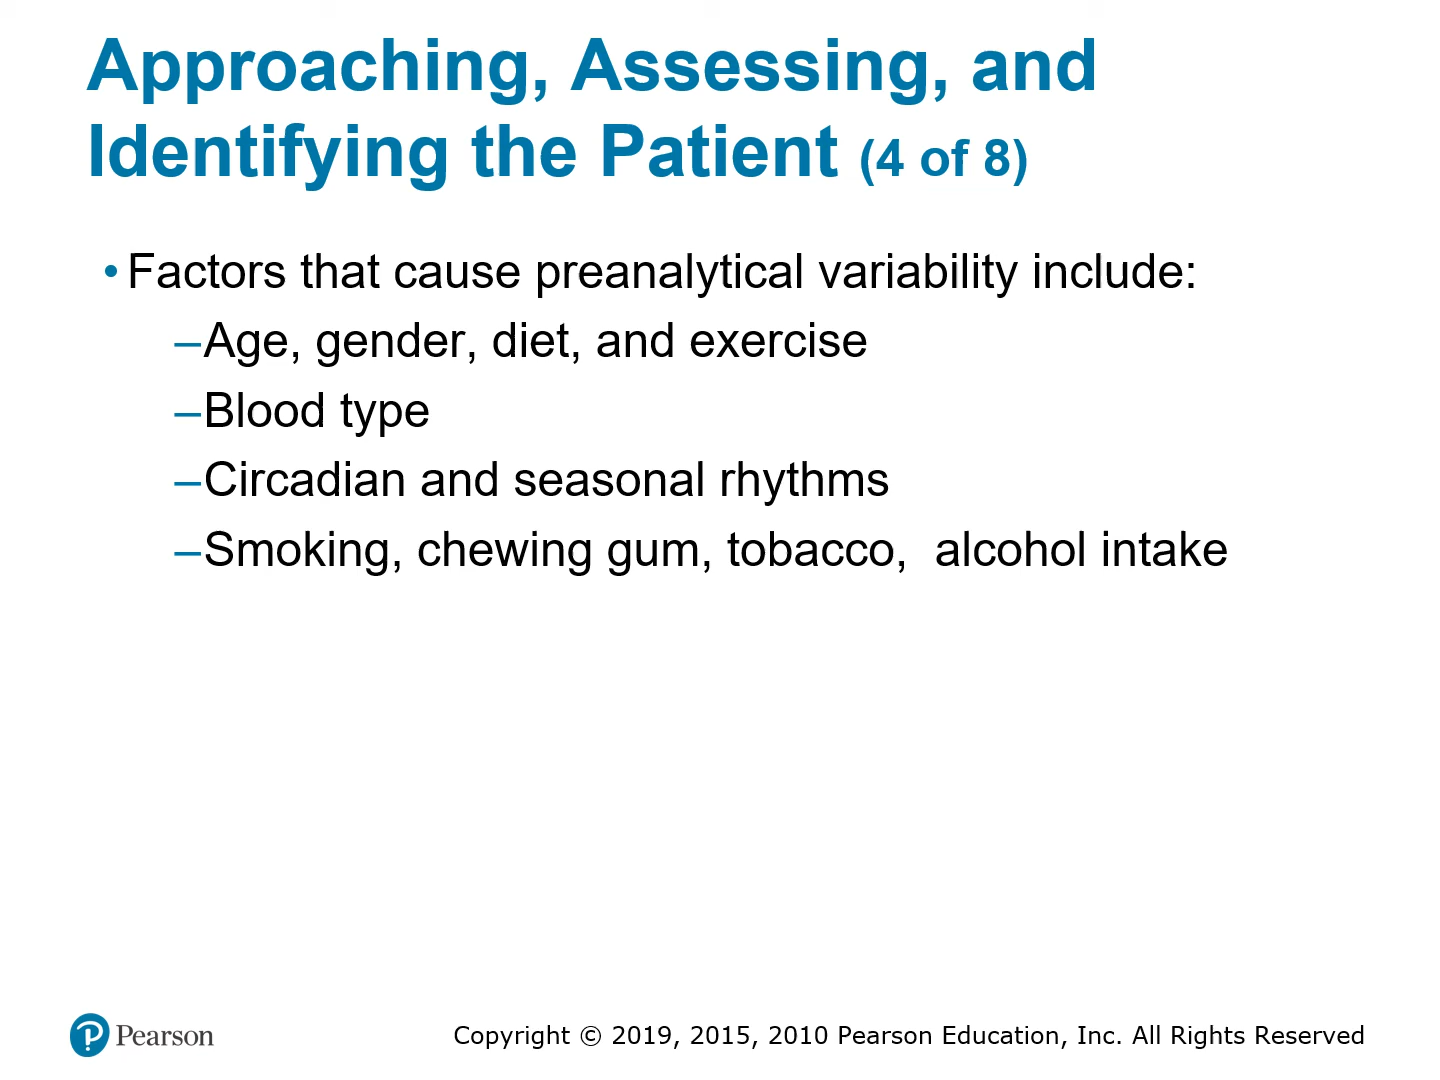 Approaching, Assessing, and
Identifying the Patient (4 of 8)
• Factors that cause preanalytical variability include:
–Age, gender, diet, and exercise
–Blood type
–Circadian and seasonal rhythms
–Smoking, chewing gum, tobacco,  alcohol intake
Pearson
Copyright © 2019, 2015, 2010 Pearson Education, Inc. All Rights Reserved